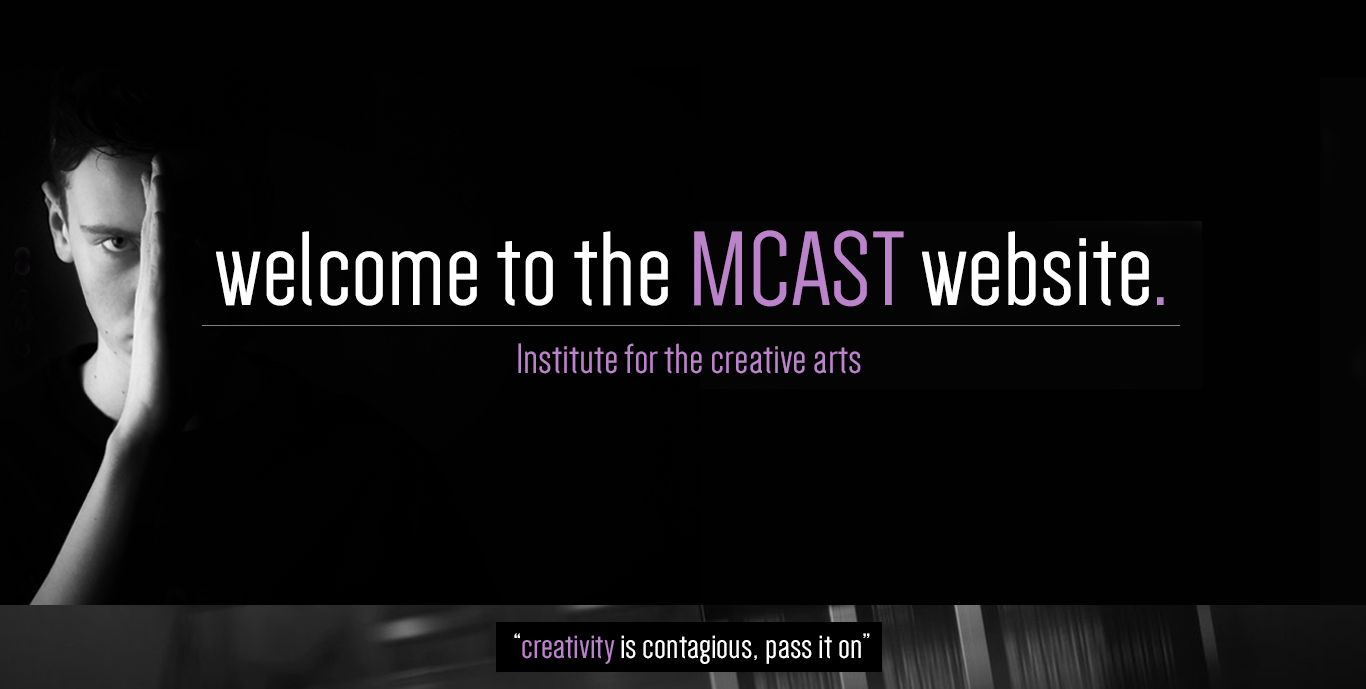 welcome to the MCAST website.
Institute for the creative arts
“creativity is contagious, pass it on”